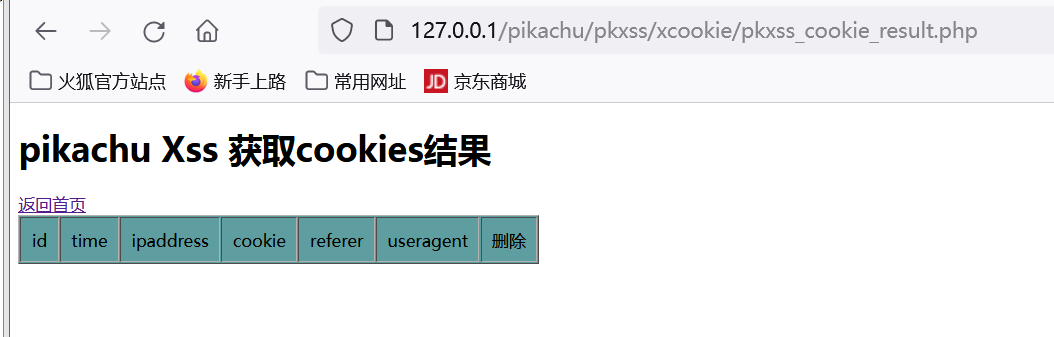 127.0.0.1/pikachu/pkxss/xcookie/pkxss_cookie_result.php
火狐官方站点 新手上路 常用网址 JD 京东商城
pikachu Xss 获取cookies结果
返回首页
id time ipaddress cookie referer useragent 删除